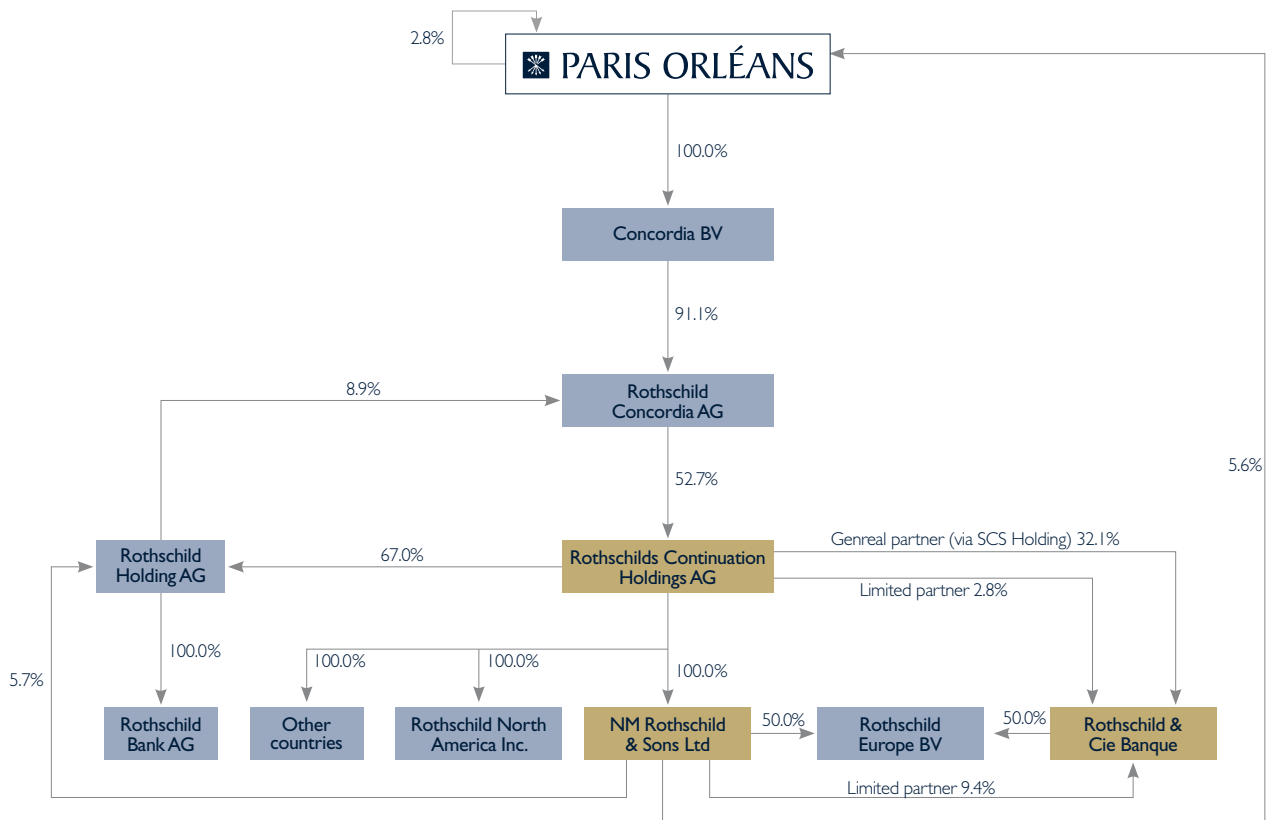 2.8%
PARIS ORLÉANS
100.0%
Concordia BV
91.1%
8.9%
Rothschild
Concordia AG
52.7%
5.6%
Genreal partner (via SCS Holding) 32.1%
Rothschild
Holding AG
67.0%
Rothschilds Continuation
Holdings AG
Limited partner 2.8%
100.0%
100.0%
100.0%
100.0%
5.7%
Rothschild
Bank AG
Other
countries
Rothschild North
America Inc.
NM Rothschild
& Sons Ltd
50.0%
Rothschild
Europe BV
50.0%
Rothschild &
Cie Banque
Limited partner 9.4%